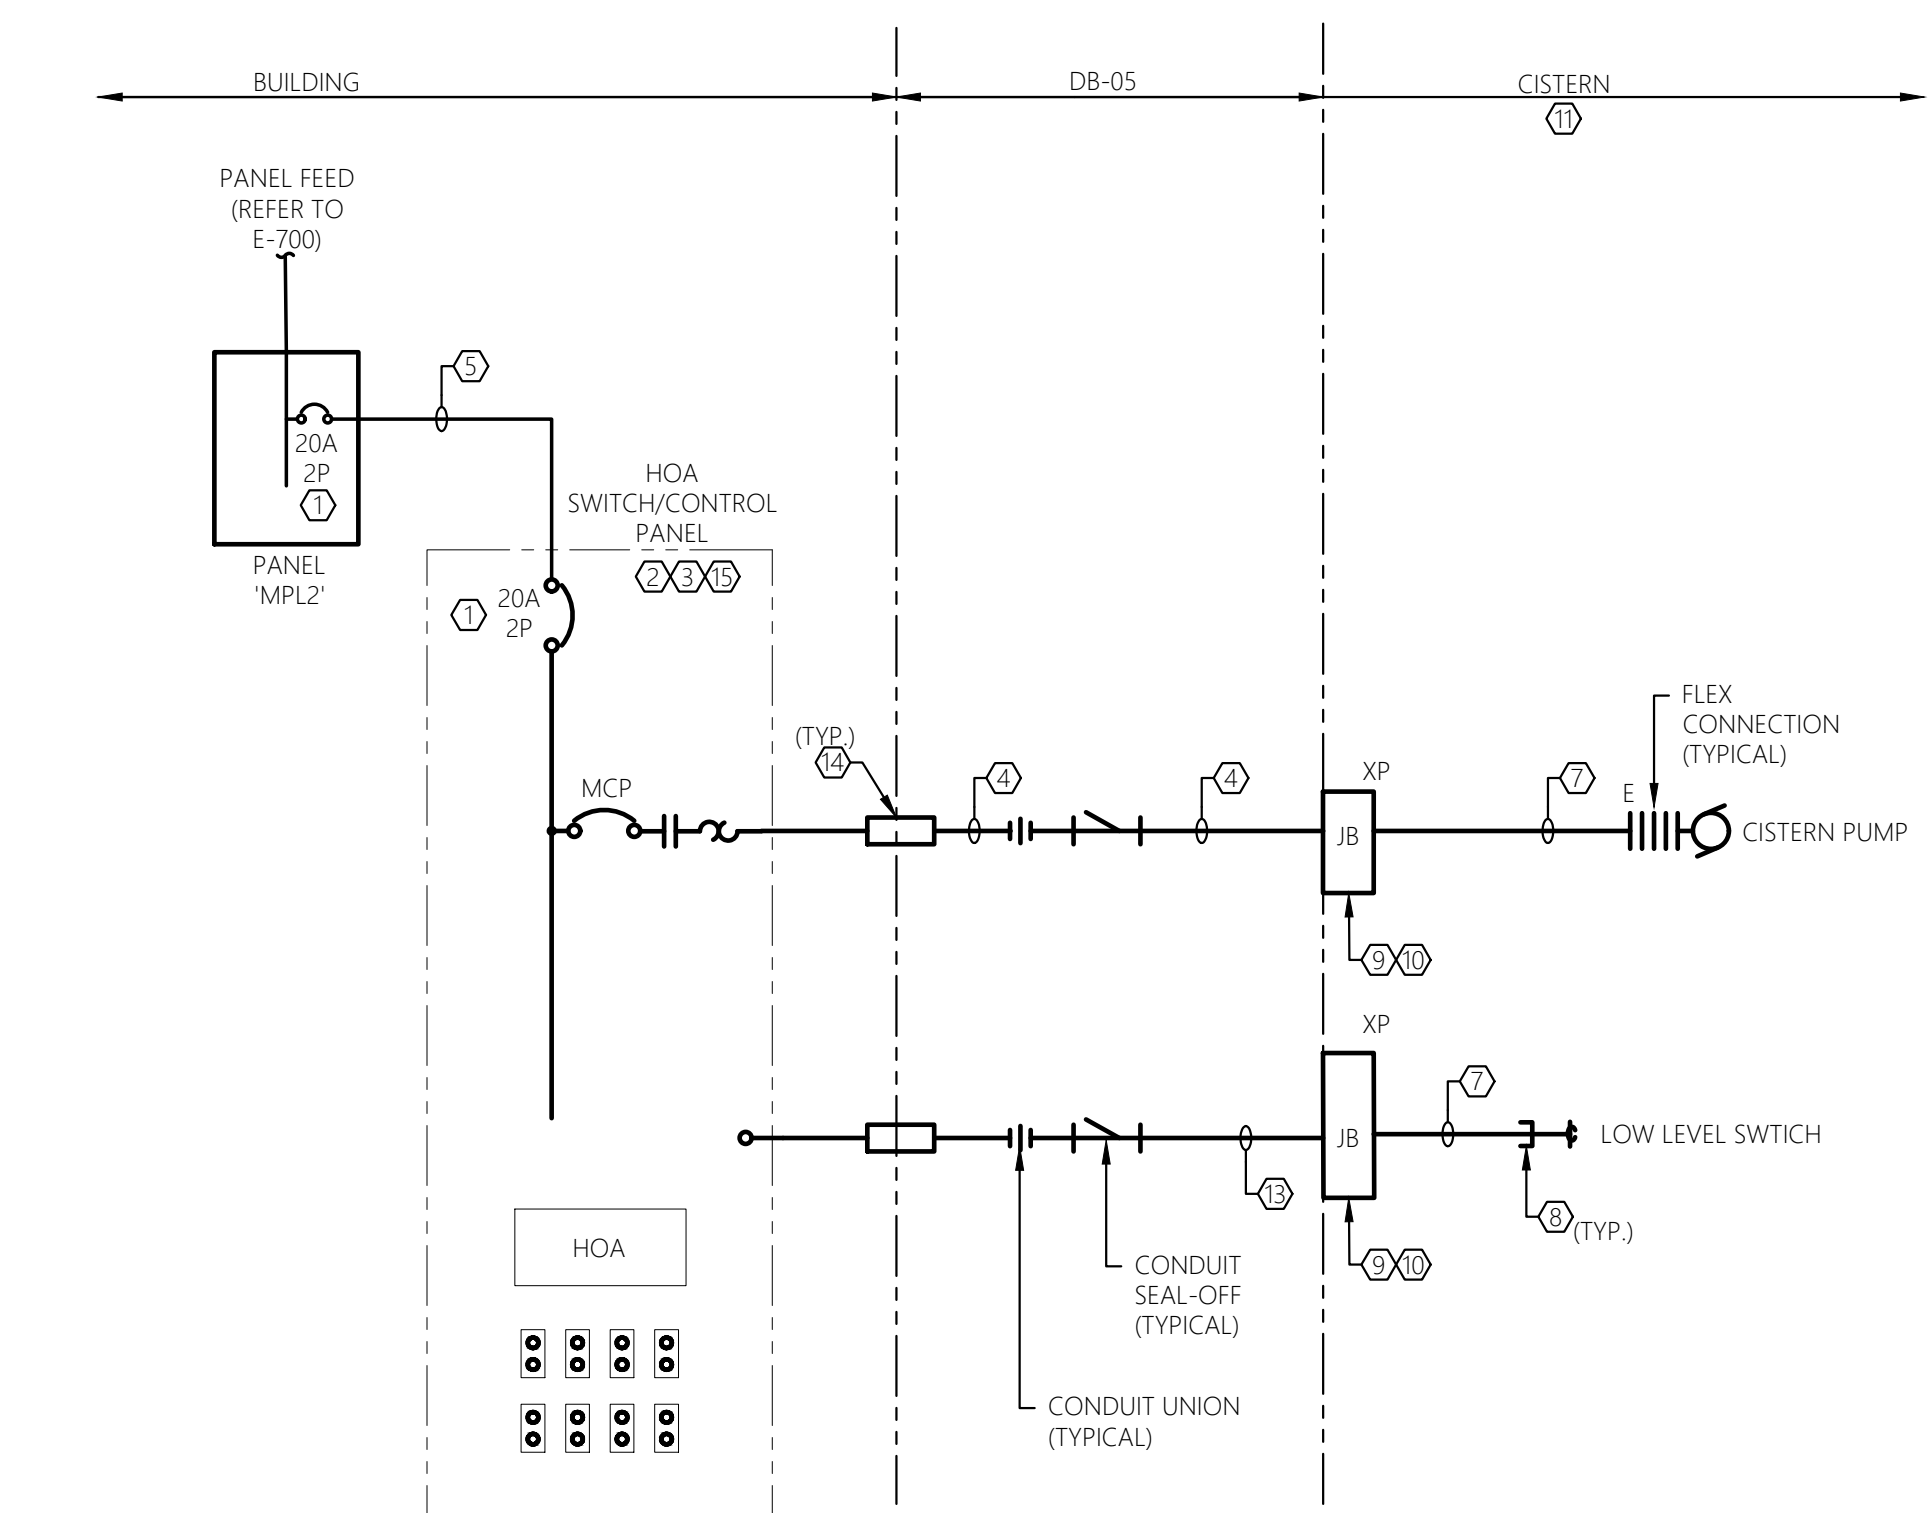 BUILDING
DB-05
CISTERN
11
PANEL FEED
(REFER TO
E-700)
5
20A
2P
1
PANEL
'MPL2'
HOA
SWITCH/CONTROL
PANEL
2 3 15
1
20A
2P
MCP
(TYP.)
14
4
4
XP
JB
9 10
7
E
FLEX
CONNECTION
(TYPICAL)
CISTERN PUMP
XP
JB
9 10
7
LOW LEVEL SWTICH
8 (TYP.)
13
CONDUIT
SEAL-OFF
(TYPICAL)
CONDUIT UNION
(TYPICAL)
HOA